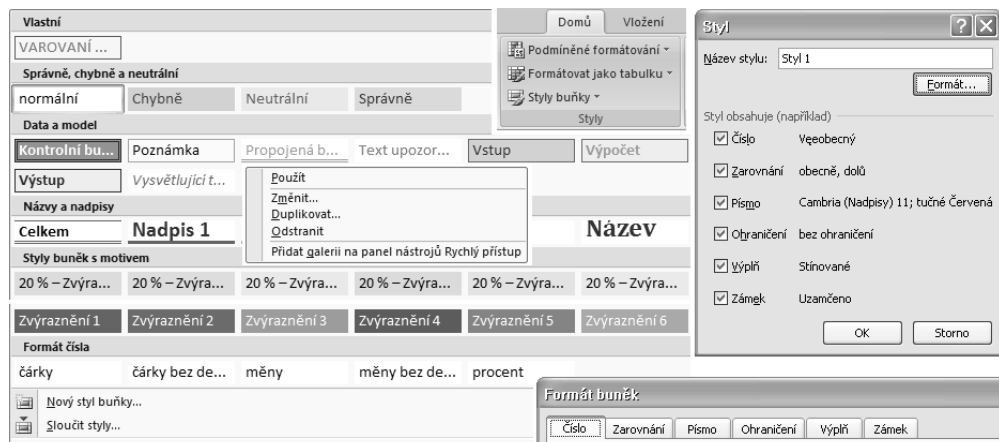 Vlastní
VAROVANÍ ...
Správně, chybně a neutrální
normální Chybně Neutrální Správně
Data a model
Kontrolní bu... Poznámka Propojená b... Text upozor... Vstup Výpočet
Výstup Vysvětlující t...
Názvy a nadpisy
Celkem Nadpis 1 Název
Styly buněk s motivem
20 % – Zvýra... 20 % – Zvýra... 20 % – Zvýra... 20 % – Zvýra... 20 % – Zvýra... 20 % – Zvýra...
Zvýraznění 1 Zvýraznění 2 Zvýraznění 3 Zvýraznění 4 Zvýraznění 5 Zvýraznění 6
Formát čísla
čárky čárky bez de... měny měny bez de... procent
Nový styl buňky...
Sloučit styly...
Použít
Změnit...
Duplikovat...
Odstranit
Přidat galerii na panel nástrojů Rychlý přístup
Domů Vložení
Podmíněné formátování
Formátovat jako tabulku
Styly buňky
Styly
Styl
Název stylu: Styl 1
Formát...
Styl obsahuje (například)
Číslo Vęeobecný
Zarovnání obecně, dolů
Písmo Cambria (Nadpisy) 11; tučné Červená
Ohraničení bez ohraničení
Výplň Stínované
Zámek Uzamčeno
OK Storno
Formát buněk
Číslo Zarovnání Písmo Ohraničení Výplň Zámek